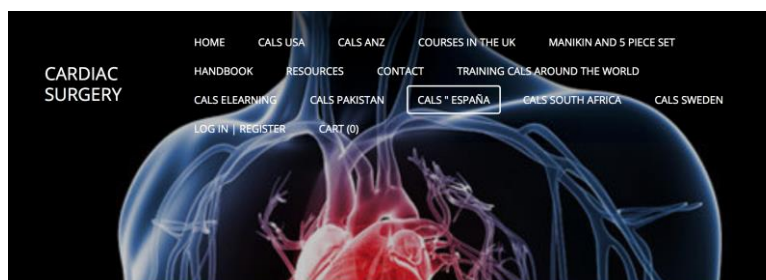 CARDIAC
SURGERY
HOME CALS USA CALS ANZ COURSES IN THE UK MANIKIN AND 5 PIECE SET
HANDBOOK RESOURCES CONTACT TRAINING CALS AROUND THE WORLD
CALS ELEARNING CALS PAKISTAN CALS " ESPAÑA CALS SOUTH AFRICA CALS SWEDEN
LOG IN | REGISTER CART (0)